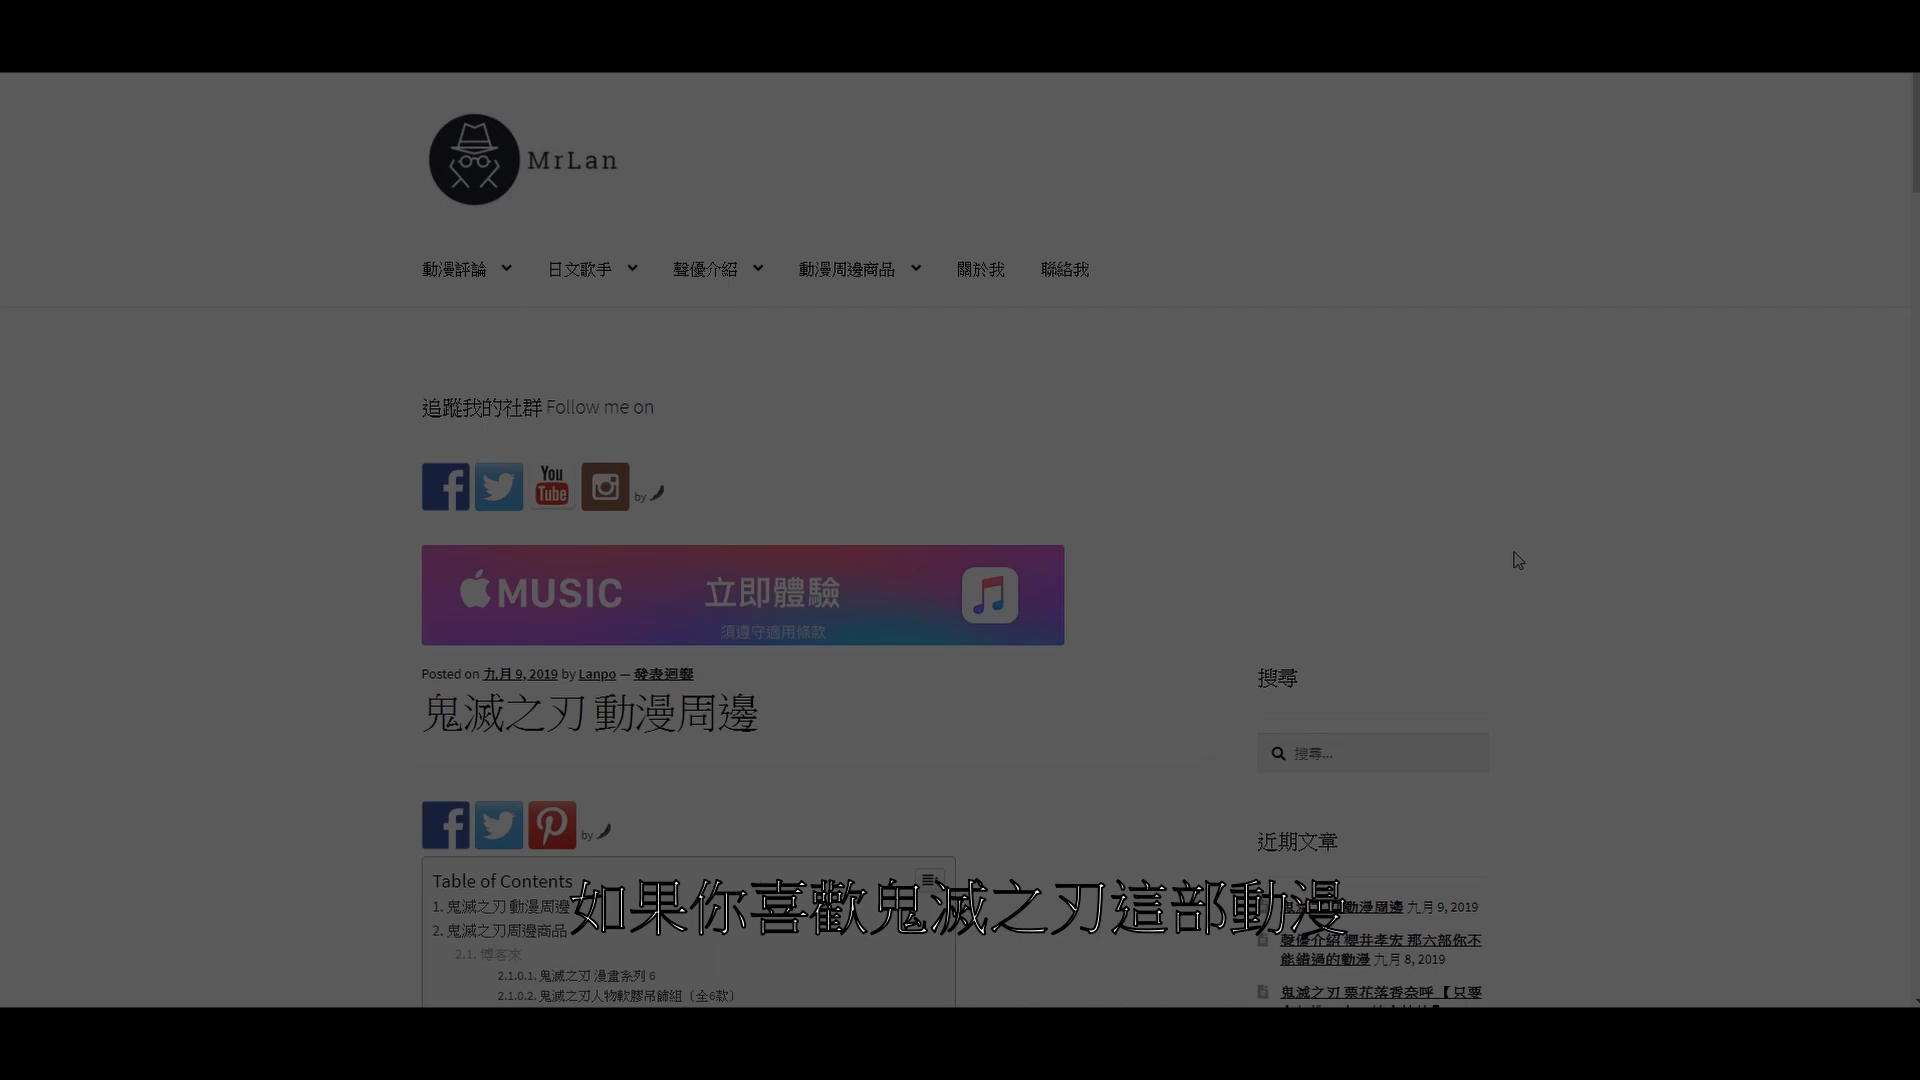 MrLan
動漫評論
日文歌手
聲優介紹
動漫周邊商品
關於我
聯絡我
追蹤我的社群 Follow me on
You
Tube
by
MUSIC
立即體驗
須遵守適用條款
Posted on 九月 9, 2019 by Lanpo — 發表迴響
鬼滅之刃 動漫周邊
搜尋
搜尋...
by
近期文章
Table of Contents
1. 鬼滅之刃 動漫周邊
2. 鬼滅之刃周邊商品
2.1. 博客來
2.1.0.1. 鬼滅之刃 漫畫系列 6
2.1.0.2. 鬼滅之刃人物軟膠吊飾組（全6款）
如果你喜歡鬼滅之刃這部動漫
動漫周邊 九月 9, 2019
聲優介紹 櫻井孝宏 那六部你不
能錯過的動漫 九月 8, 2019
鬼滅之刃 栗花落香奈呼【只要